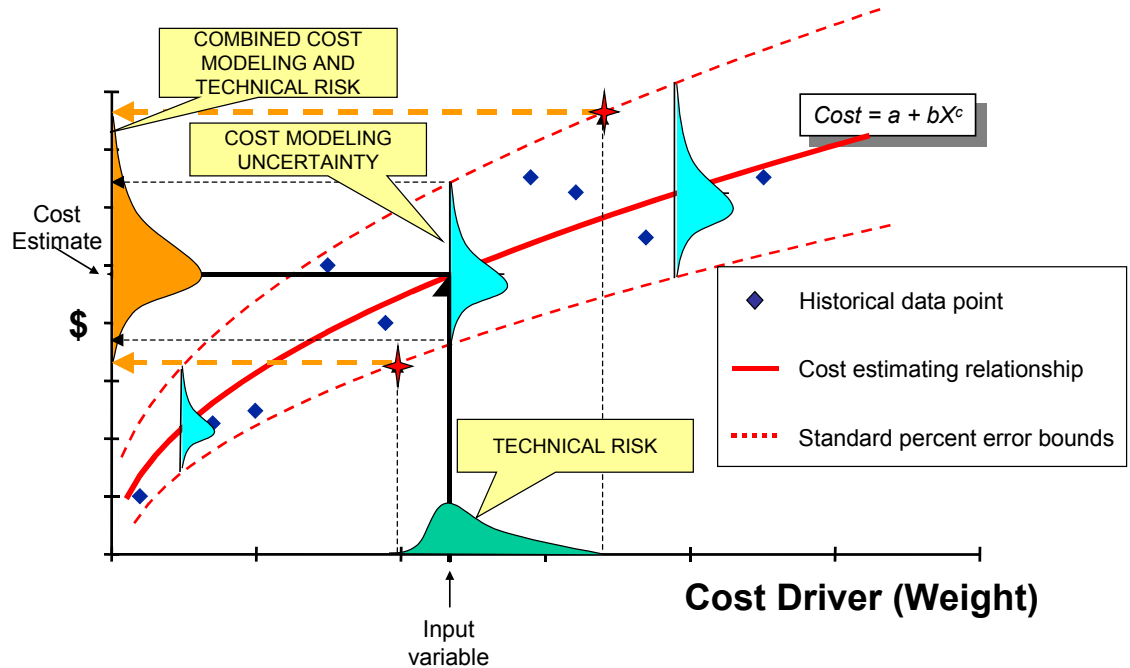 COMBINED COST
MODELING AND
TECHNICAL RISK
COST MODELING
UNCERTAINTY
Cost = a + bXᶜ
Cost
Estimate
$
Historical data point
Cost estimating relationship
Standard percent error bounds
TECHNICAL RISK
Cost Driver (Weight)
Input
variable